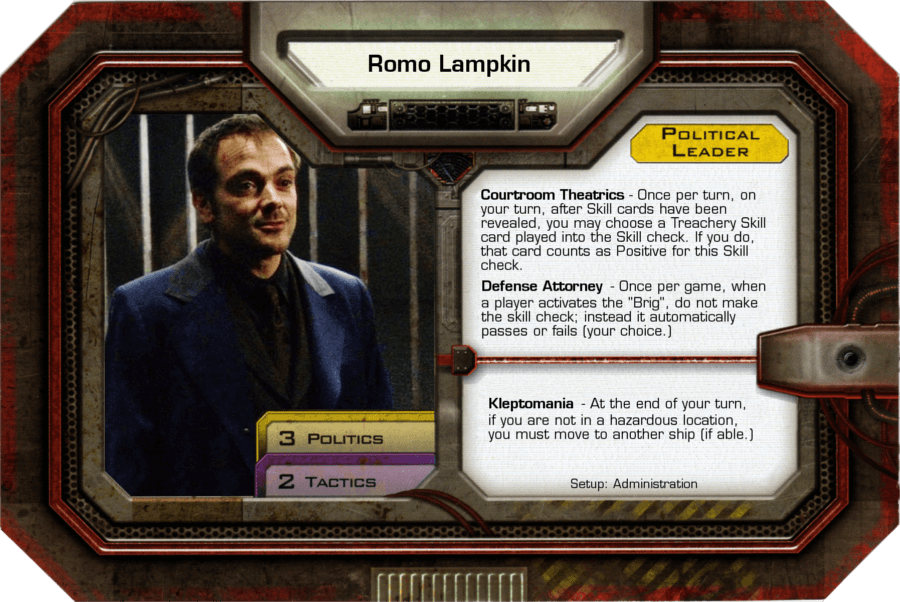 Romo Lampkin
Political
Leader
Courtroom Theatrics - Once per turn, on
your turn, after Skill cards have been
revealed, you may choose a Treachery Skill
card played into the Skill check. If you do,
that card counts as Positive for this Skill
check.
Defense Attorney - Once per game, when
a player activates the "Brig", do not make
the skill check; instead it automatically
passes or fails (your choice.)
Kleptomania - At the end of your turn,
if you are not in a hazardous location,
you must move to another ship (if able.)
Setup: Administration
3 Politics
2 Tactics